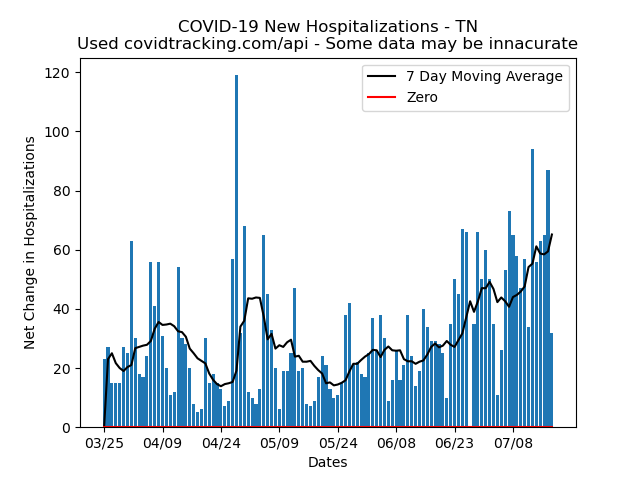 COVID-19 New Hospitalizations - TN
Used covidtracking.com/api - Some data may be innacurate
7 Day Moving Average
Zero
Net Change in Hospitalizations
120
100
80
60
40
20
0
03/25 04/09 04/24 05/09 05/24 06/08 06/23 07/08
Dates